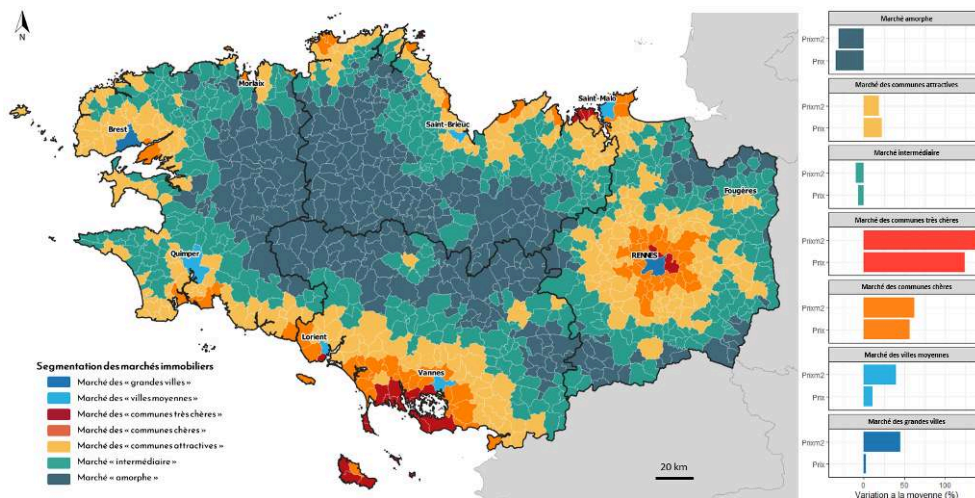 N
Morlaix
Saint-Malo
Brest
Saint-Brieuc
Fougères
Quimper
RENNES
Lorient
Vannes
Segmentation des marchés immobiliers
Marché des « grandes villes »
Marché des « villes moyennes »
Marché des « communes très chères »
Marché des « communes chères »
Marché des « communes attractives »
Marché « intermédiaire »
Marché « amorphe »
20 km
Marché amorphe
Prixm2
Prix
Marché des communes attractives
Prixm2
Prix
Marché intermédiaire
Prixm2
Prix
Marché des communes très chères
Prixm2
Prix
Marché des communes chères
Prixm2
Prix
Marché des villes moyennes
Prixm2
Prix
Marché des grandes villes
Prixm2
Prix
0 50 100
Variation a la moyenne (%)